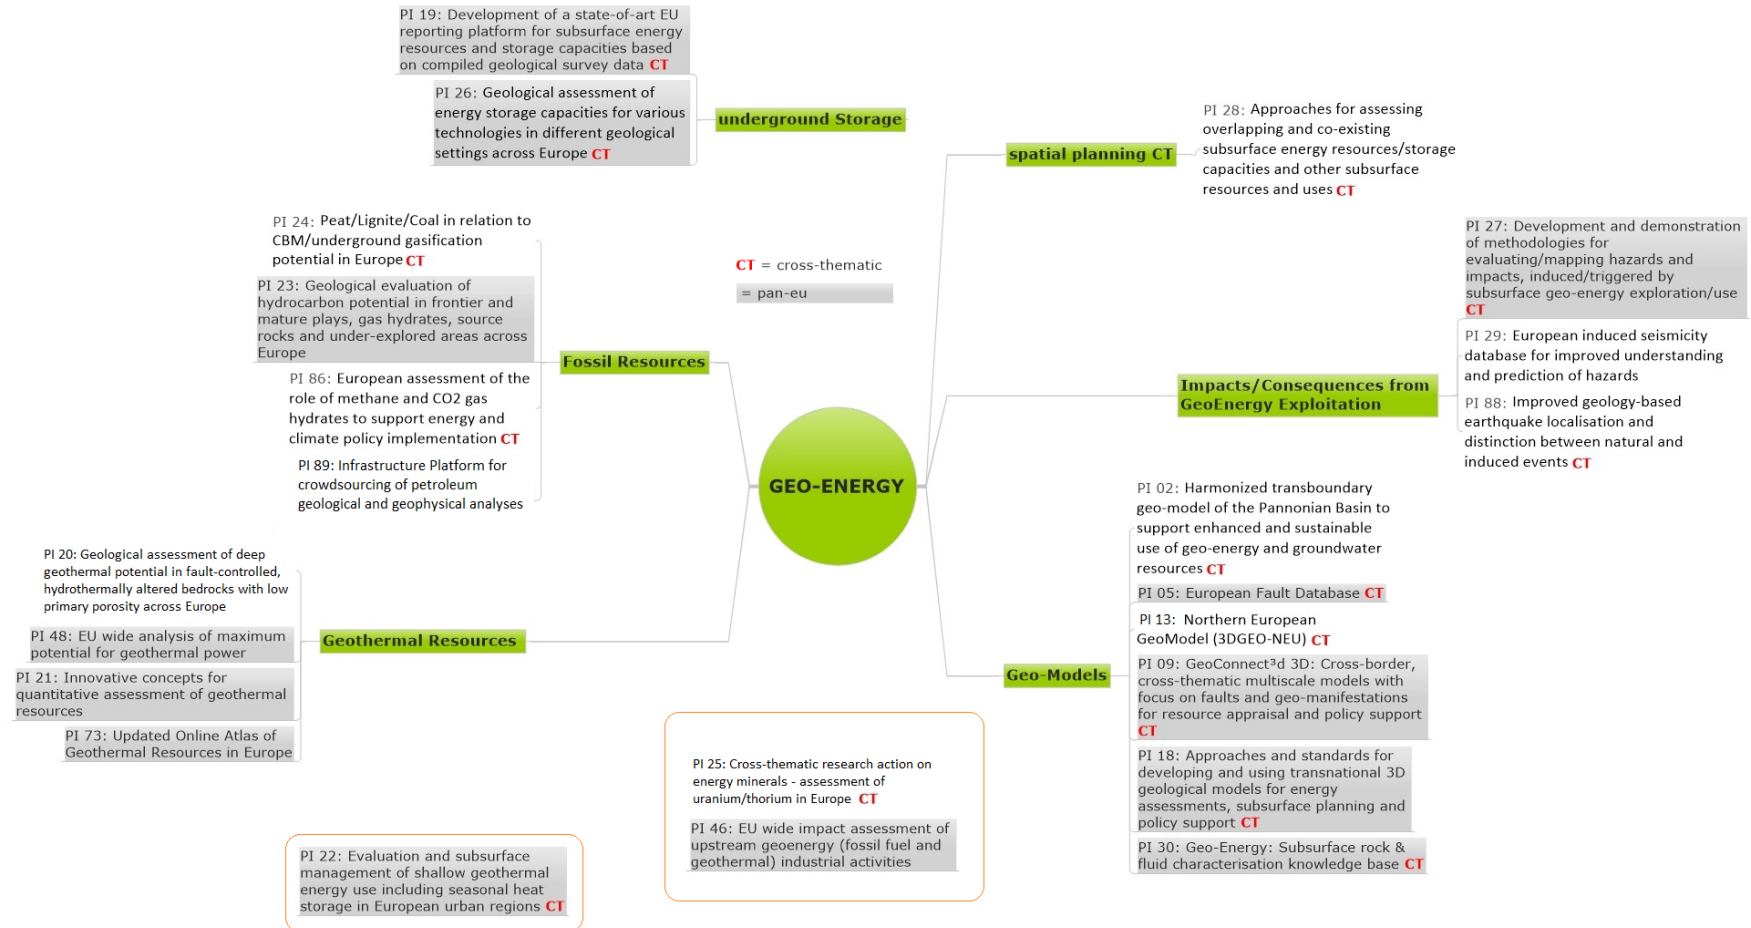 PI 19: Development of a state-of-art EU
reporting platform for subsurface energy
resources and storage capacities based
on compiled geological survey data CT
PI 26: Geological assessment of
energy storage capacities for various
technologies in different geological
settings across Europe CT
underground Storage
spatial planning CT
PI 28: Approaches for assessing
overlapping and co-existing
subsurface energy resources/storage
capacities and other subsurface
resources and uses CT
PI 24: Peat/Lignite/Coal in relation to
CBM/underground gasification
potential in Europe CT
PI 23: Geological evaluation of
hydrocarbon potential in frontier and
mature plays, gas hydrates, source
rocks and under-explored areas across
Europe
PI 86: European assessment of the
role of methane and CO2 gas
hydrates to support energy and
climate policy implementation CT
PI 89: Infrastructure Platform for
crowdsourcing of petroleum
geological and geophysical analyses
Fossil Resources
CT = cross-thematic
= pan-eu
PI 27: Development and demonstration
of methodologies for
evaluating/mapping hazards and
impacts, induced/triggered by
subsurface geo-energy exploration/use
CT
PI 29: European induced seismicity
database for improved understanding
and prediction of hazards
PI 88: Improved geology-based
earthquake localisation and
distinction between natural and
induced events CT
Impacts/Consequences from
GeoEnergy Exploitation
GEO-ENERGY
PI 20: Geological assessment of deep
geothermal potential in fault-controlled,
hydrothermally altered bedrocks with low
primary porosity across Europe
PI 48: EU wide analysis of maximum
potential for geothermal power
PI 21: Innovative concepts for
quantitative assessment of geothermal
resources
PI 73: Updated Online Atlas of
Geothermal Resources in Europe
Geothermal Resources
PI 02: Harmonized transboundary
geo-model of the Pannonian Basin to
support enhanced and sustainable
use of geo-energy and groundwater
resources CT
PI 05: European Fault Database CT
PI 13: Northern European
GeoModel (3DGEO-NEU) CT
PI 09: GeoConnect³d 3D: Cross-border,
cross-thematic multiscale models with
focus on faults and geo-manifestations
for resource appraisal and policy support
CT
PI 18: Approaches and standards for
developing and using transnational 3D
geological models for energy
assessments, subsurface planning and
policy support CT
PI 30: Geo-Energy: Subsurface rock &
fluid characterisation knowledge base CT
Geo-Models
PI 25: Cross-thematic research action on
energy minerals - assessment of
uranium/thorium in Europe CT
PI 46: EU wide impact assessment of
upstream geoenergy (fossil fuel and
geothermal) industrial activities
PI 22: Evaluation and subsurface
management of shallow geothermal
energy use including seasonal heat
storage in European urban regions CT